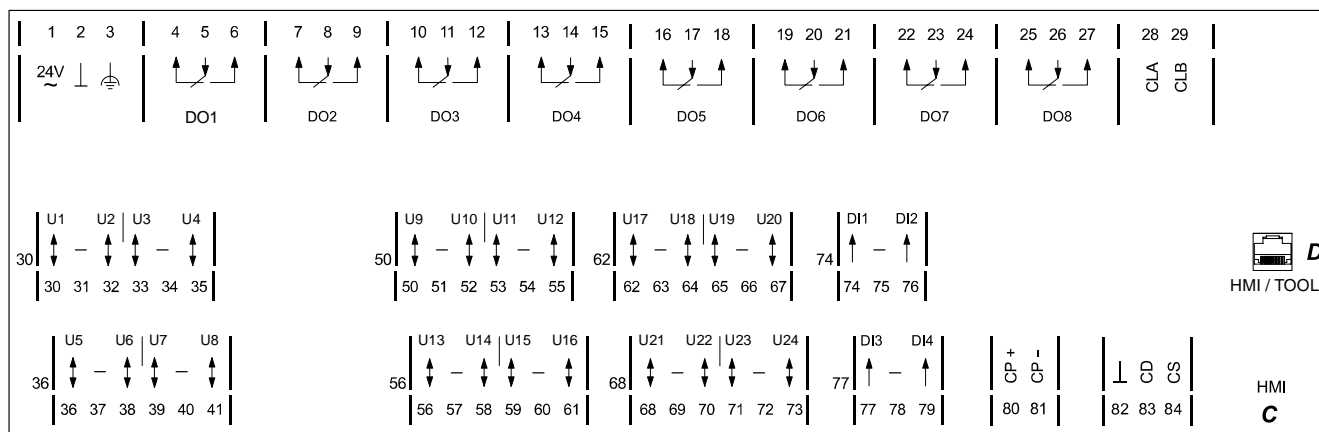 1 2 3 4 5 6 7 8 9 10 11 12 13 14 15 16 17 18 19 20 21 22 23 24 25 26 27 28 29
24V ~ ⊥ CLA CLB
DO1 DO2 DO3 DO4 DO5 DO6 DO7 DO8
U1 U2 U3 U4 U9 U10 U11 U12 U17 U18 U19 U20 DI1 DI2
30 – – 50 – – 62 – – 74 – D
30 31 32 33 34 35 50 51 52 53 54 55 62 63 64 65 66 67 74 75 76 HMI / TOOL
U5 U6 U7 U8 U13 U14 U15 U16 U21 U22 U23 U24 DI3 DI4 CP+ CP- ⊥ CD CS
36 – – 56 – – 68 – – 77 – HMI
36 37 38 39 40 41 56 57 58 59 60 61 68 69 70 71 72 73 77 78 79 80 81 82 83 84 C